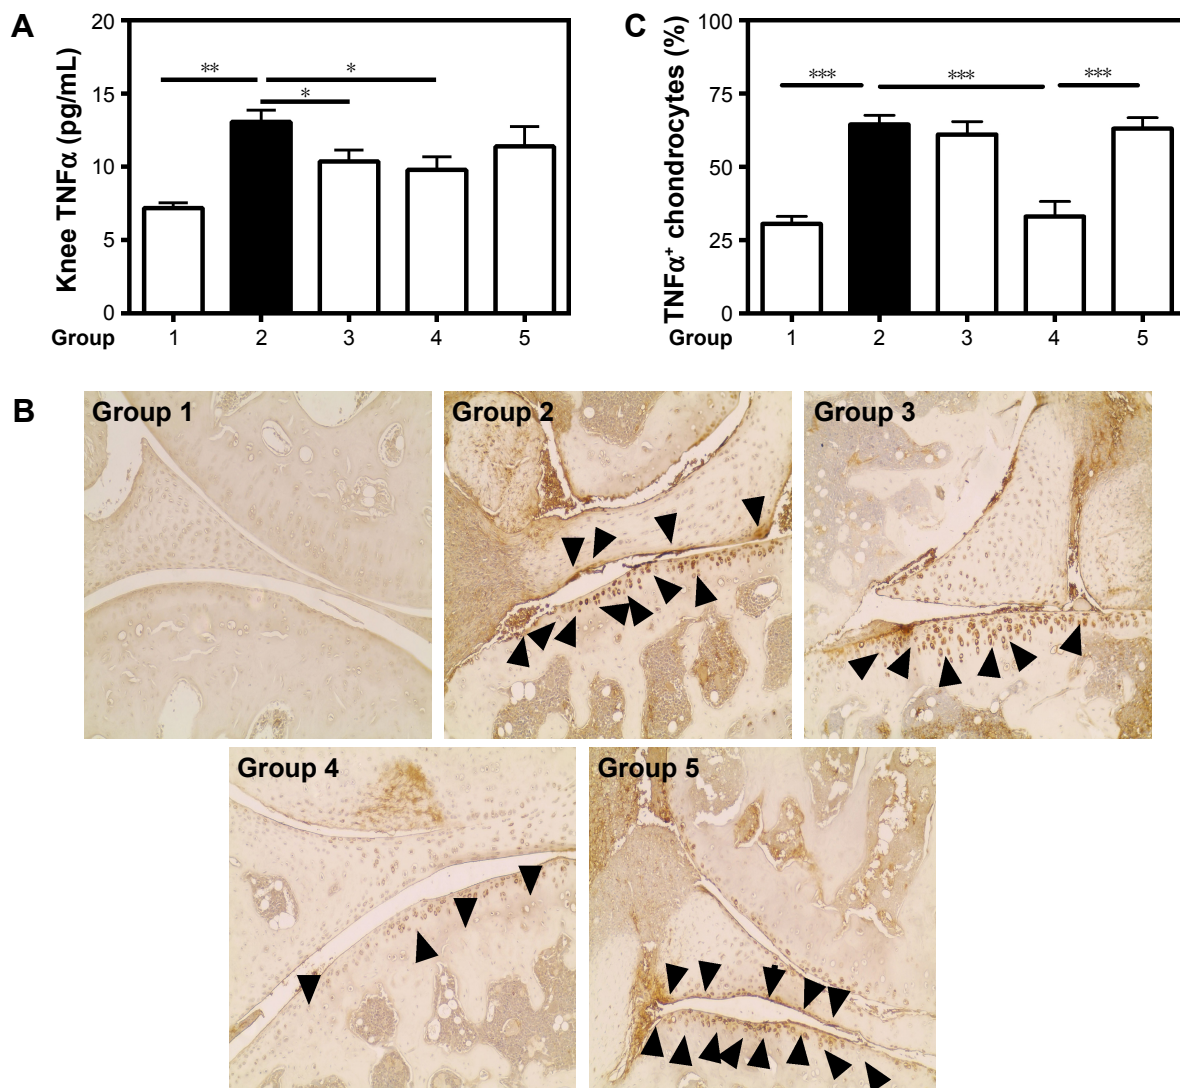 A
Knee TNFα (pg/mL)
20
15
10
5
0
**
*
*
Group 1 2 3 4 5
C
TNFα⁺ chondrocytes (%)
100
75
50
25
0
***
***
***
Group 1 2 3 4 5
B
Group 1
Group 2
Group 3
Group 4
Group 5